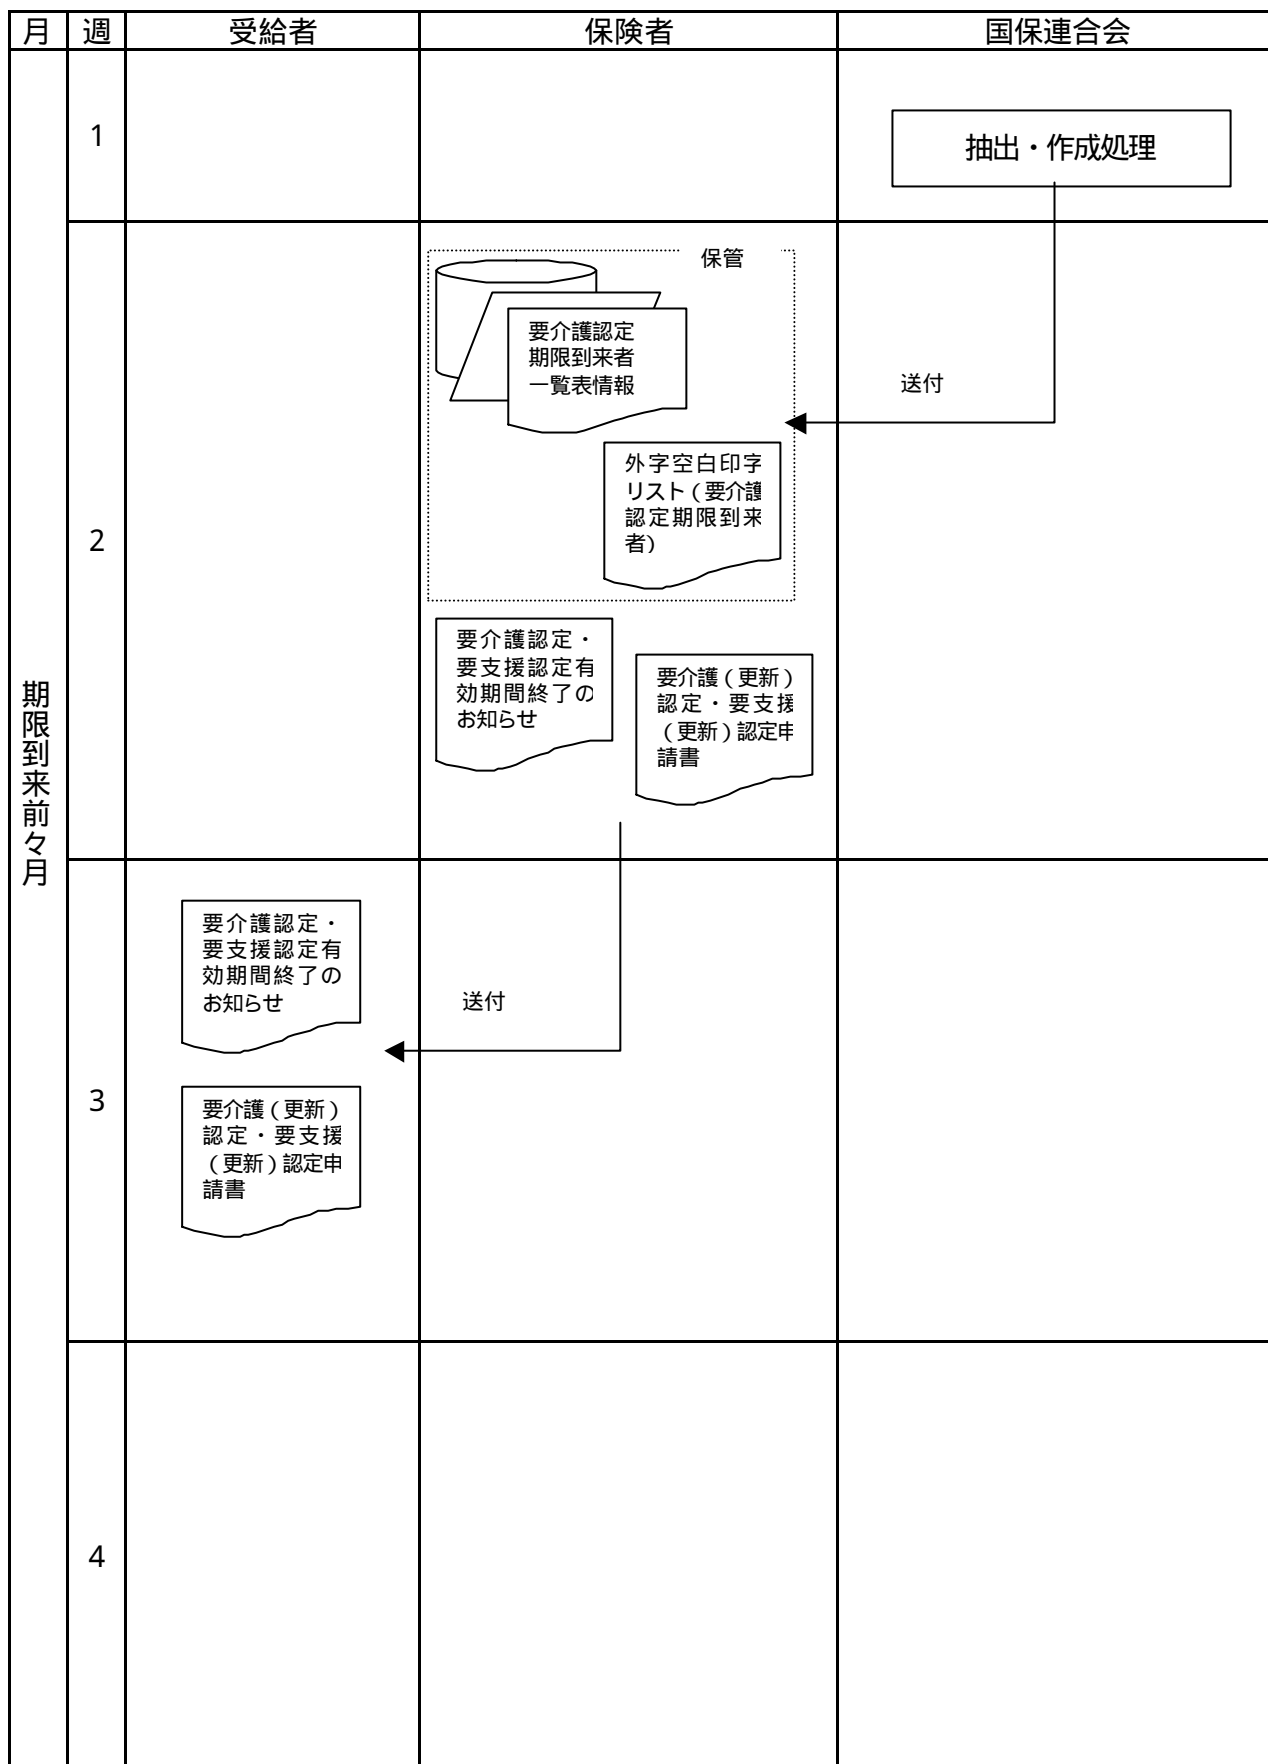 月 週 受給者 保険者 国保連合会
期限到来前々月
1
抽出・作成処理
2
保管
要介護認定
期限到来者
一覧表情報
送付
外字空白印字
リスト（要介護
認定期限到来
者）
要介護認定・
要支援認定有
効期間終了の
お知らせ
要介護（更新）
認定・要支援
（更新）認定申
請書
3
要介護認定・
要支援認定有
効期間終了の
お知らせ
送付
要介護（更新）
認定・要支援
（更新）認定申
請書
4